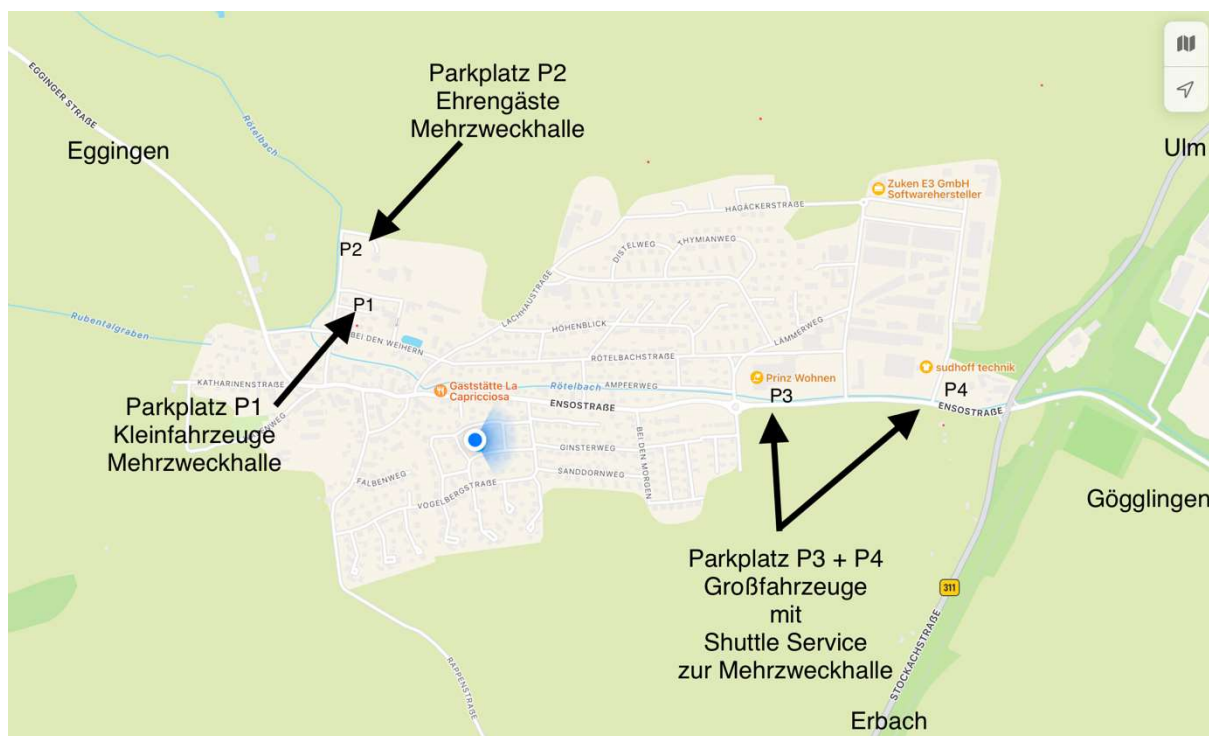 Parkplatz P2
Ehrengäste
Mehrzweckhalle
EGGINGER STRASSE
Eggingen
Rötelbach
Ulm
Zuken E3 GmbH
Softwarehersteller
HAGÄCKERSTRASSE
DISTELWEG
THYMIANWEG
P2
LACHHAUSTRASSE
P1
Rubentalgraben
BEI DEN WEIHERN
HÖHENBLICK
LÄMMERWEG
RÖTELBACHSTRASSE
sudhoff technik
KATHARINENSTRASSE
Gaststätte La
Capricciosa
Rötelbach
AMPFERWEG
Prinz Wohnen
P3
P4
ENSOSTRASSE
ENSOSTRASSE
Parkplatz P1
Kleinfahrzeuge
Mehrzweckhalle
GINSTERWEG
BEI DEN MORGEN
SANDDORNWEG
FALBENWEG
VOGELBERGSTRASSE
Gögglingen
Parkplatz P3 + P4
Großfahrzeuge
mit
Shuttle Service
zur Mehrzweckhalle
311
STOCKACHSTRASSE
RAPPENSTRASSE
Erbach